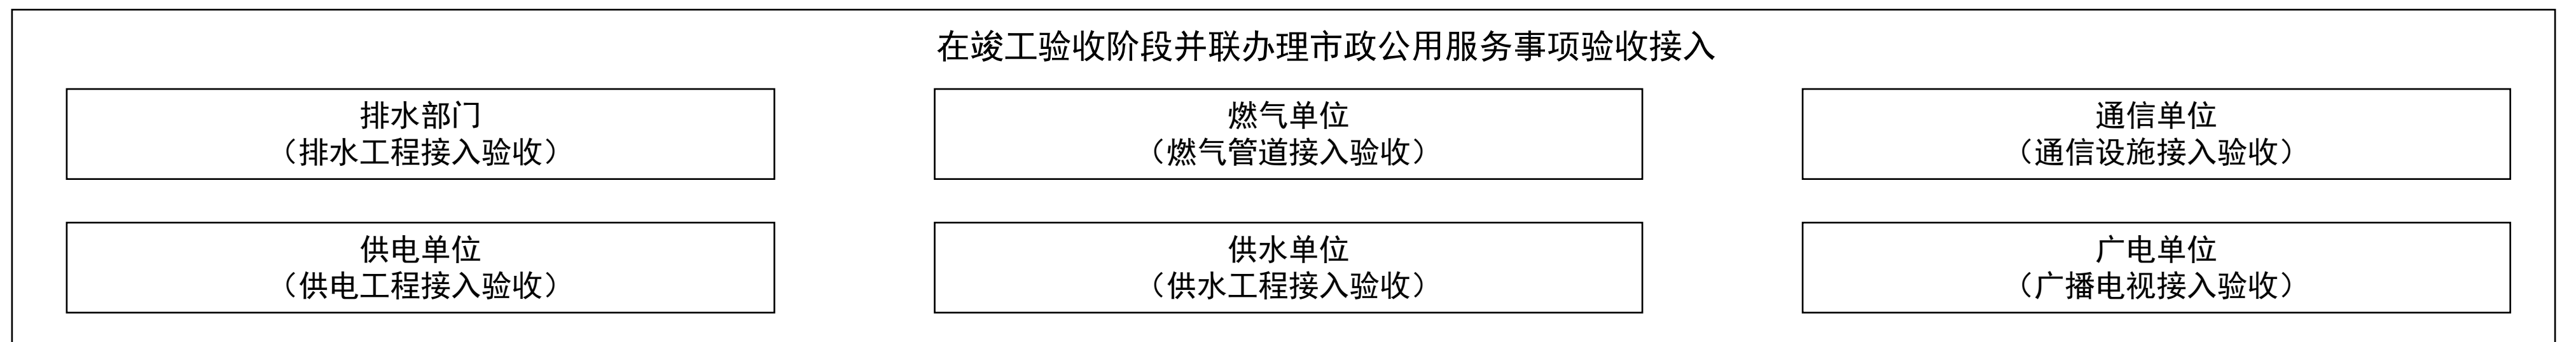 在竣工验收阶段并联办理市政公用服务事项验收接入
排水部门
（排水工程接入验收）
燃气单位
（燃气管道接入验收）
通信单位
（通信设施接入验收）
供电单位
（供电工程接入验收）
供水单位
（供水工程接入验收）
广电单位
（广播电视接入验收）